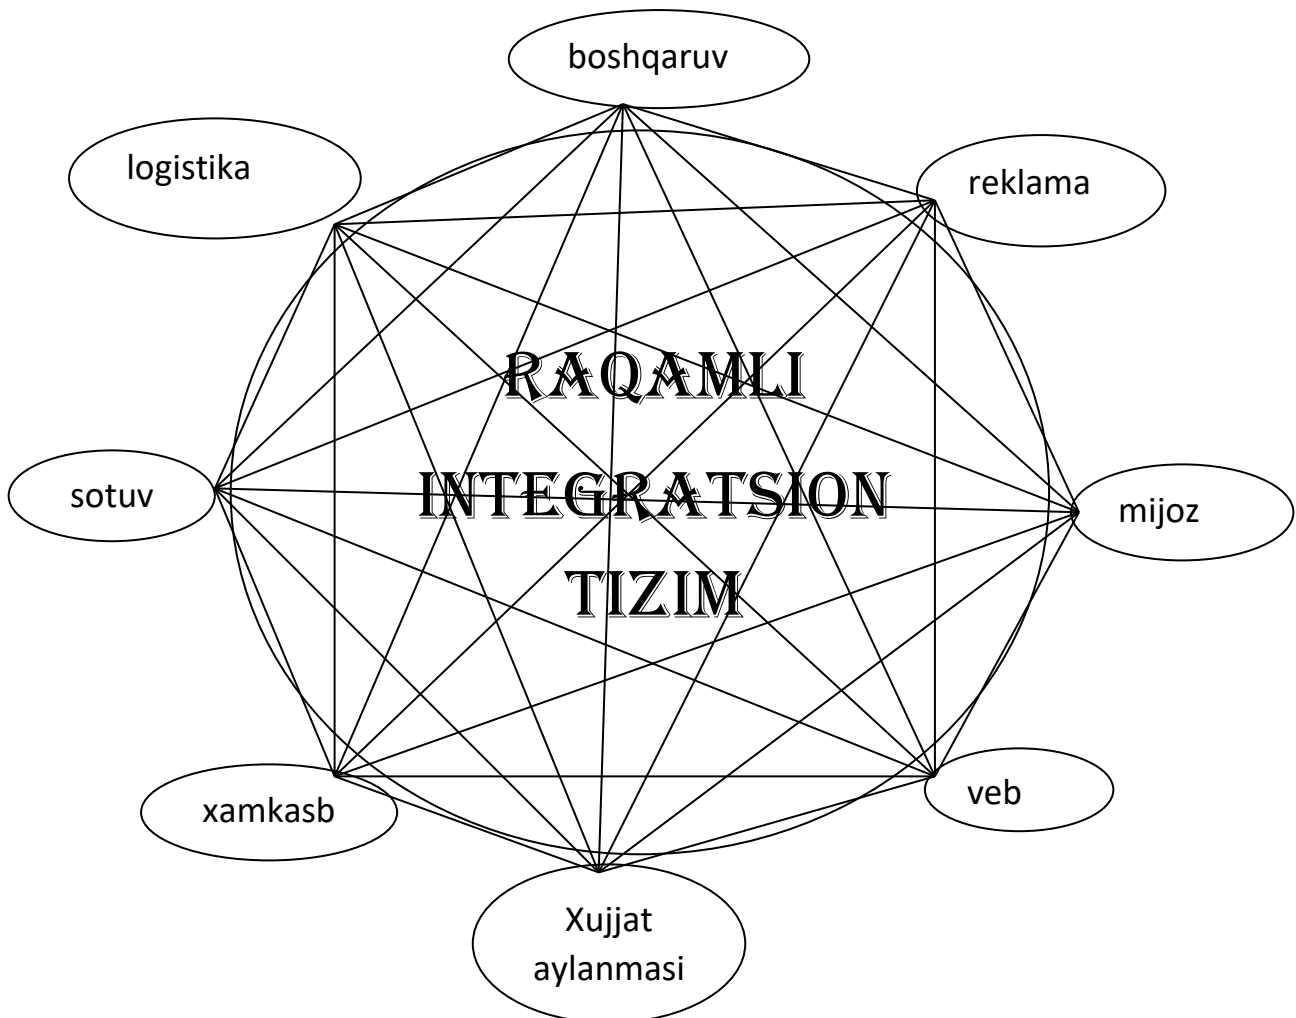 boshqaruv
logistika
reklama
RAQAMLI
INTEGRATSION
TIZIM
sotuv
mijoz
xamkasb
veb
Xujjat
aylanmasi